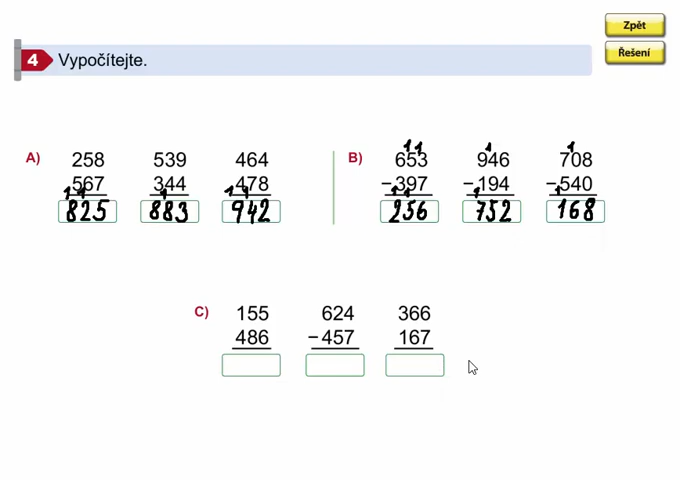 Zpět
4 Vypočítejte.
Řešení
A) 258 539 464 B) 653 946 708
567 344 478 −397 −194 −540
825 883 942 256 752 168
C) 155 624 366
486 −457 167